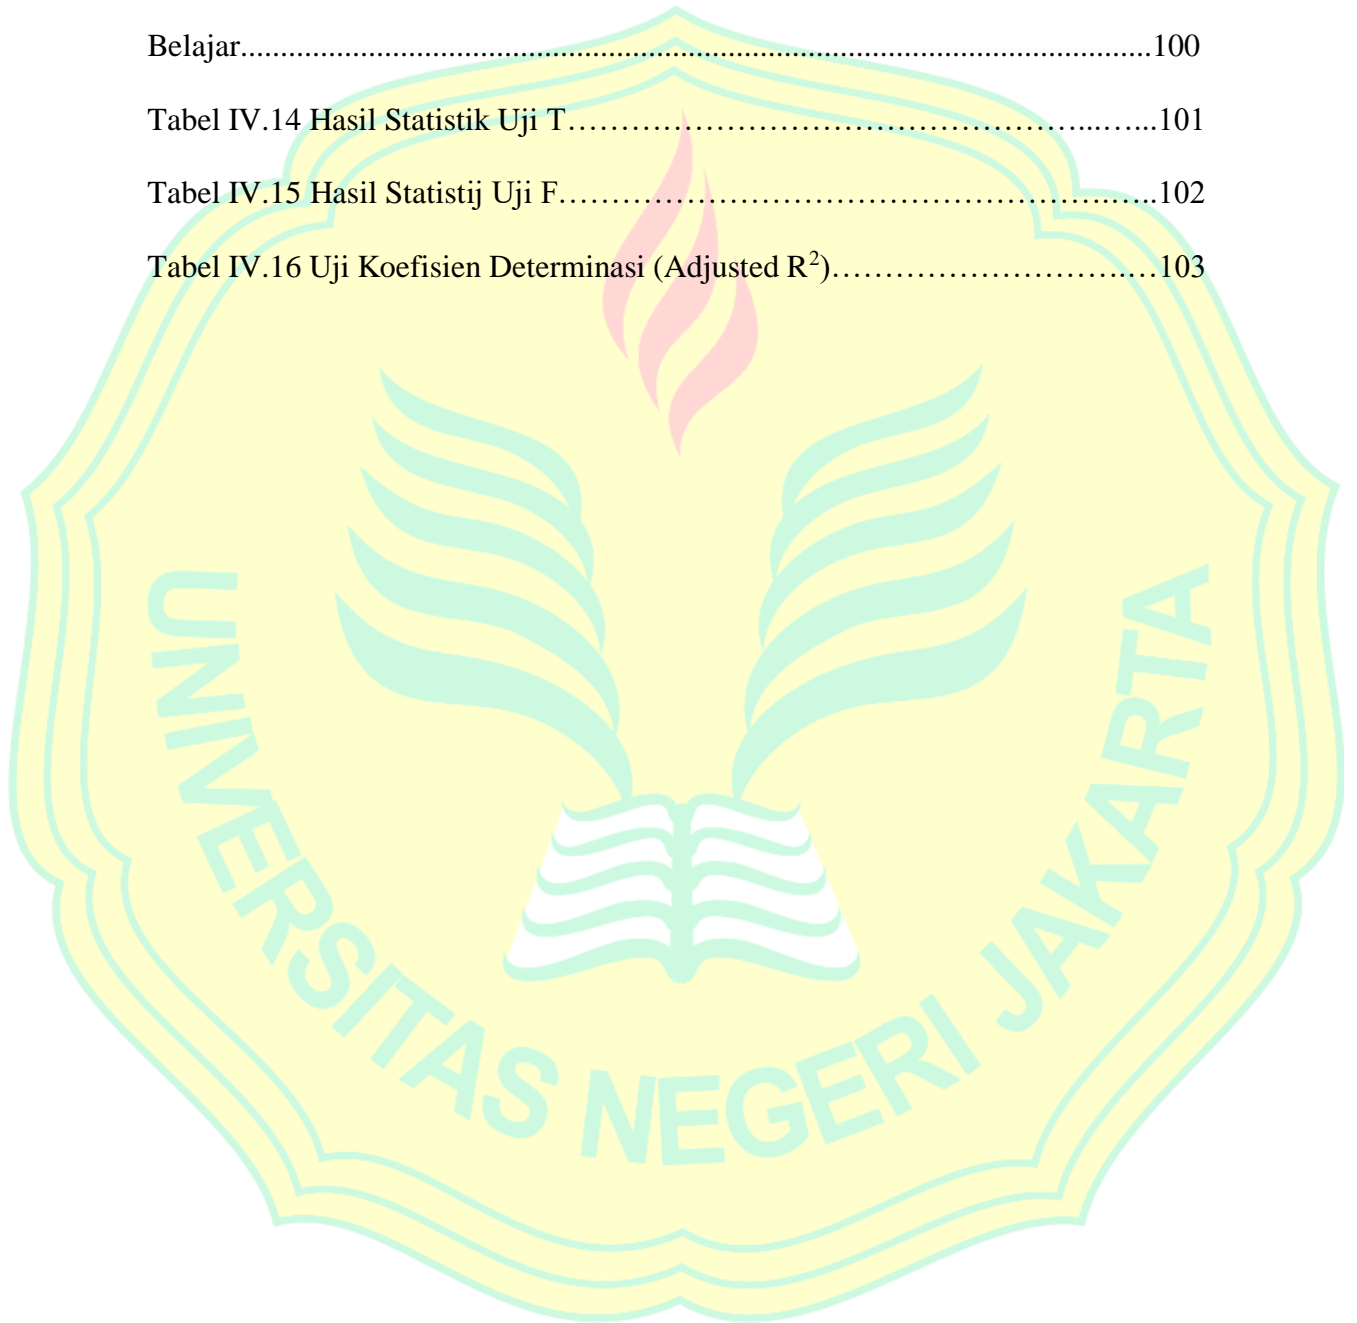 Belajar................................................................................................................100
Tabel IV.14 Hasil Statistik Uji T…………………………………………...…...101
Tabel IV.15 Hasil Statistij Uji F…………………………………………….…..102
Tabel IV.16 Uji Koefisien Determinasi (Adjusted R²)……………………….…103
UNIVERSITAS NEGERI JAKARTA